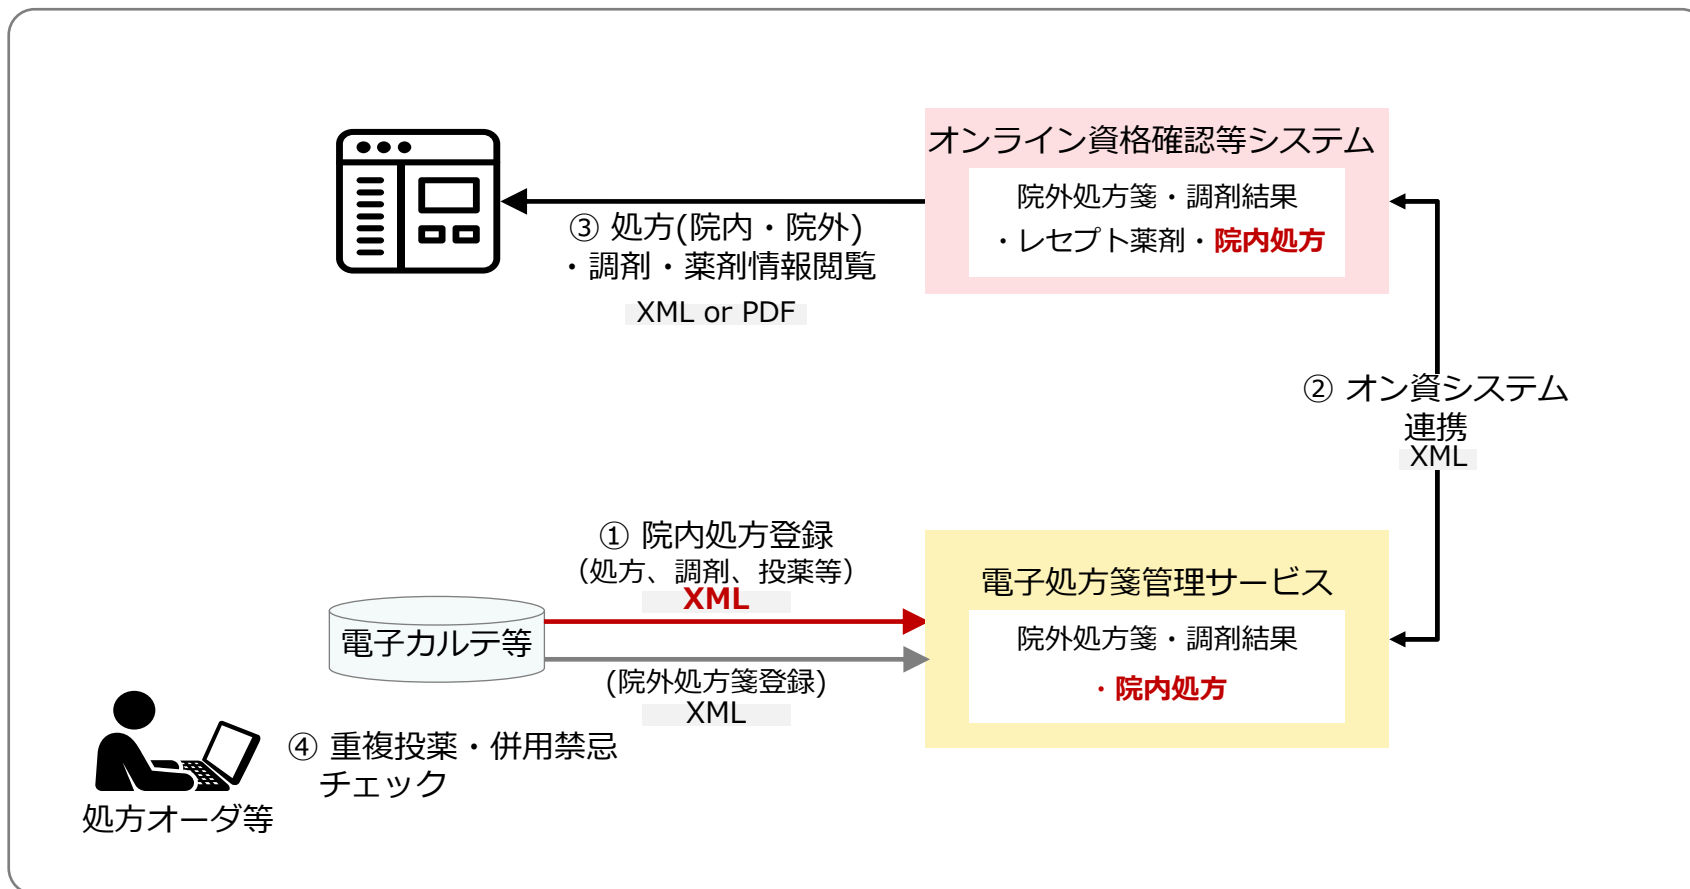 オンライン資格確認等システム
院外処方箋・調剤結果
・レセプト薬剤・院内処方
③ 処方(院内・院外)
・調剤・薬剤情報閲覧
XML or PDF
② オン資システム
連携
XML
① 院内処方登録
（処方、調剤、投薬等）
XML
電子カルテ等
(院外処方箋登録)
XML
電子処方箋管理サービス
院外処方箋・調剤結果
・院内処方
④ 重複投薬・併用禁忌
チェック
処方オーダ等